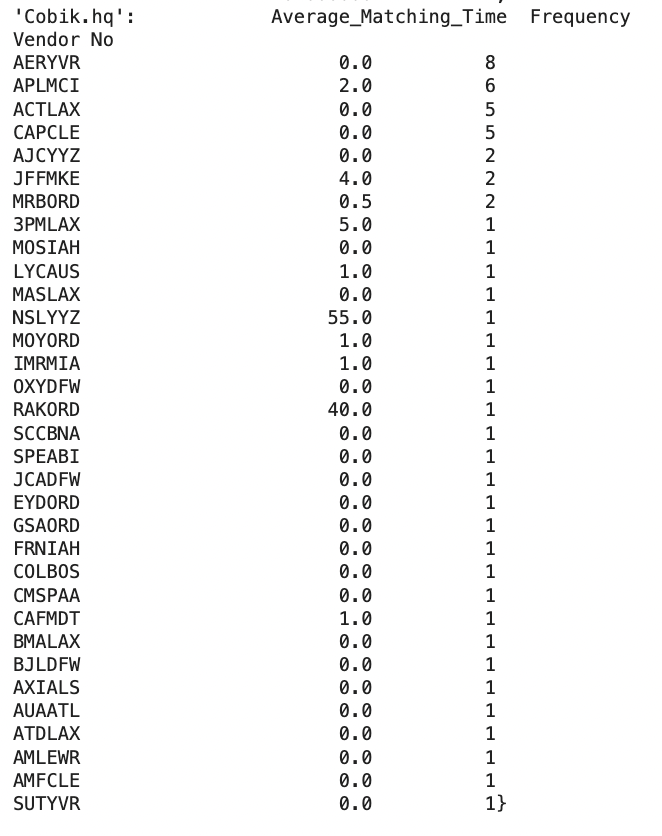 'Cobik.hq': Average_Matching_Time Frequency
Vendor No
AERYVR 0.0 8
APLMCI 2.0 6
ACTLAX 0.0 5
CAPCLE 0.0 5
AJCYYZ 0.0 2
JFFMKE 4.0 2
MRBORD 0.5 2
3PMLAX 5.0 1
MOSIAH 0.0 1
LYCAUS 1.0 1
MASLAX 0.0 1
NSLYYZ 55.0 1
MOYORD 1.0 1
IMRMIA 1.0 1
OXYDFW 0.0 1
RAKORD 40.0 1
SCCBNA 0.0 1
SPEABI 0.0 1
JCADFW 0.0 1
EYDORD 0.0 1
GSAORD 0.0 1
FRNIAH 0.0 1
COLBOS 0.0 1
CMSPAA 0.0 1
CAFMDT 1.0 1
BMALAX 0.0 1
BJLDFW 0.0 1
AXIALS 0.0 1
AUAATL 0.0 1
ATDLAX 0.0 1
AMLEWR 0.0 1
AMFCLE 0.0 1
SUTYVR 0.0 1}